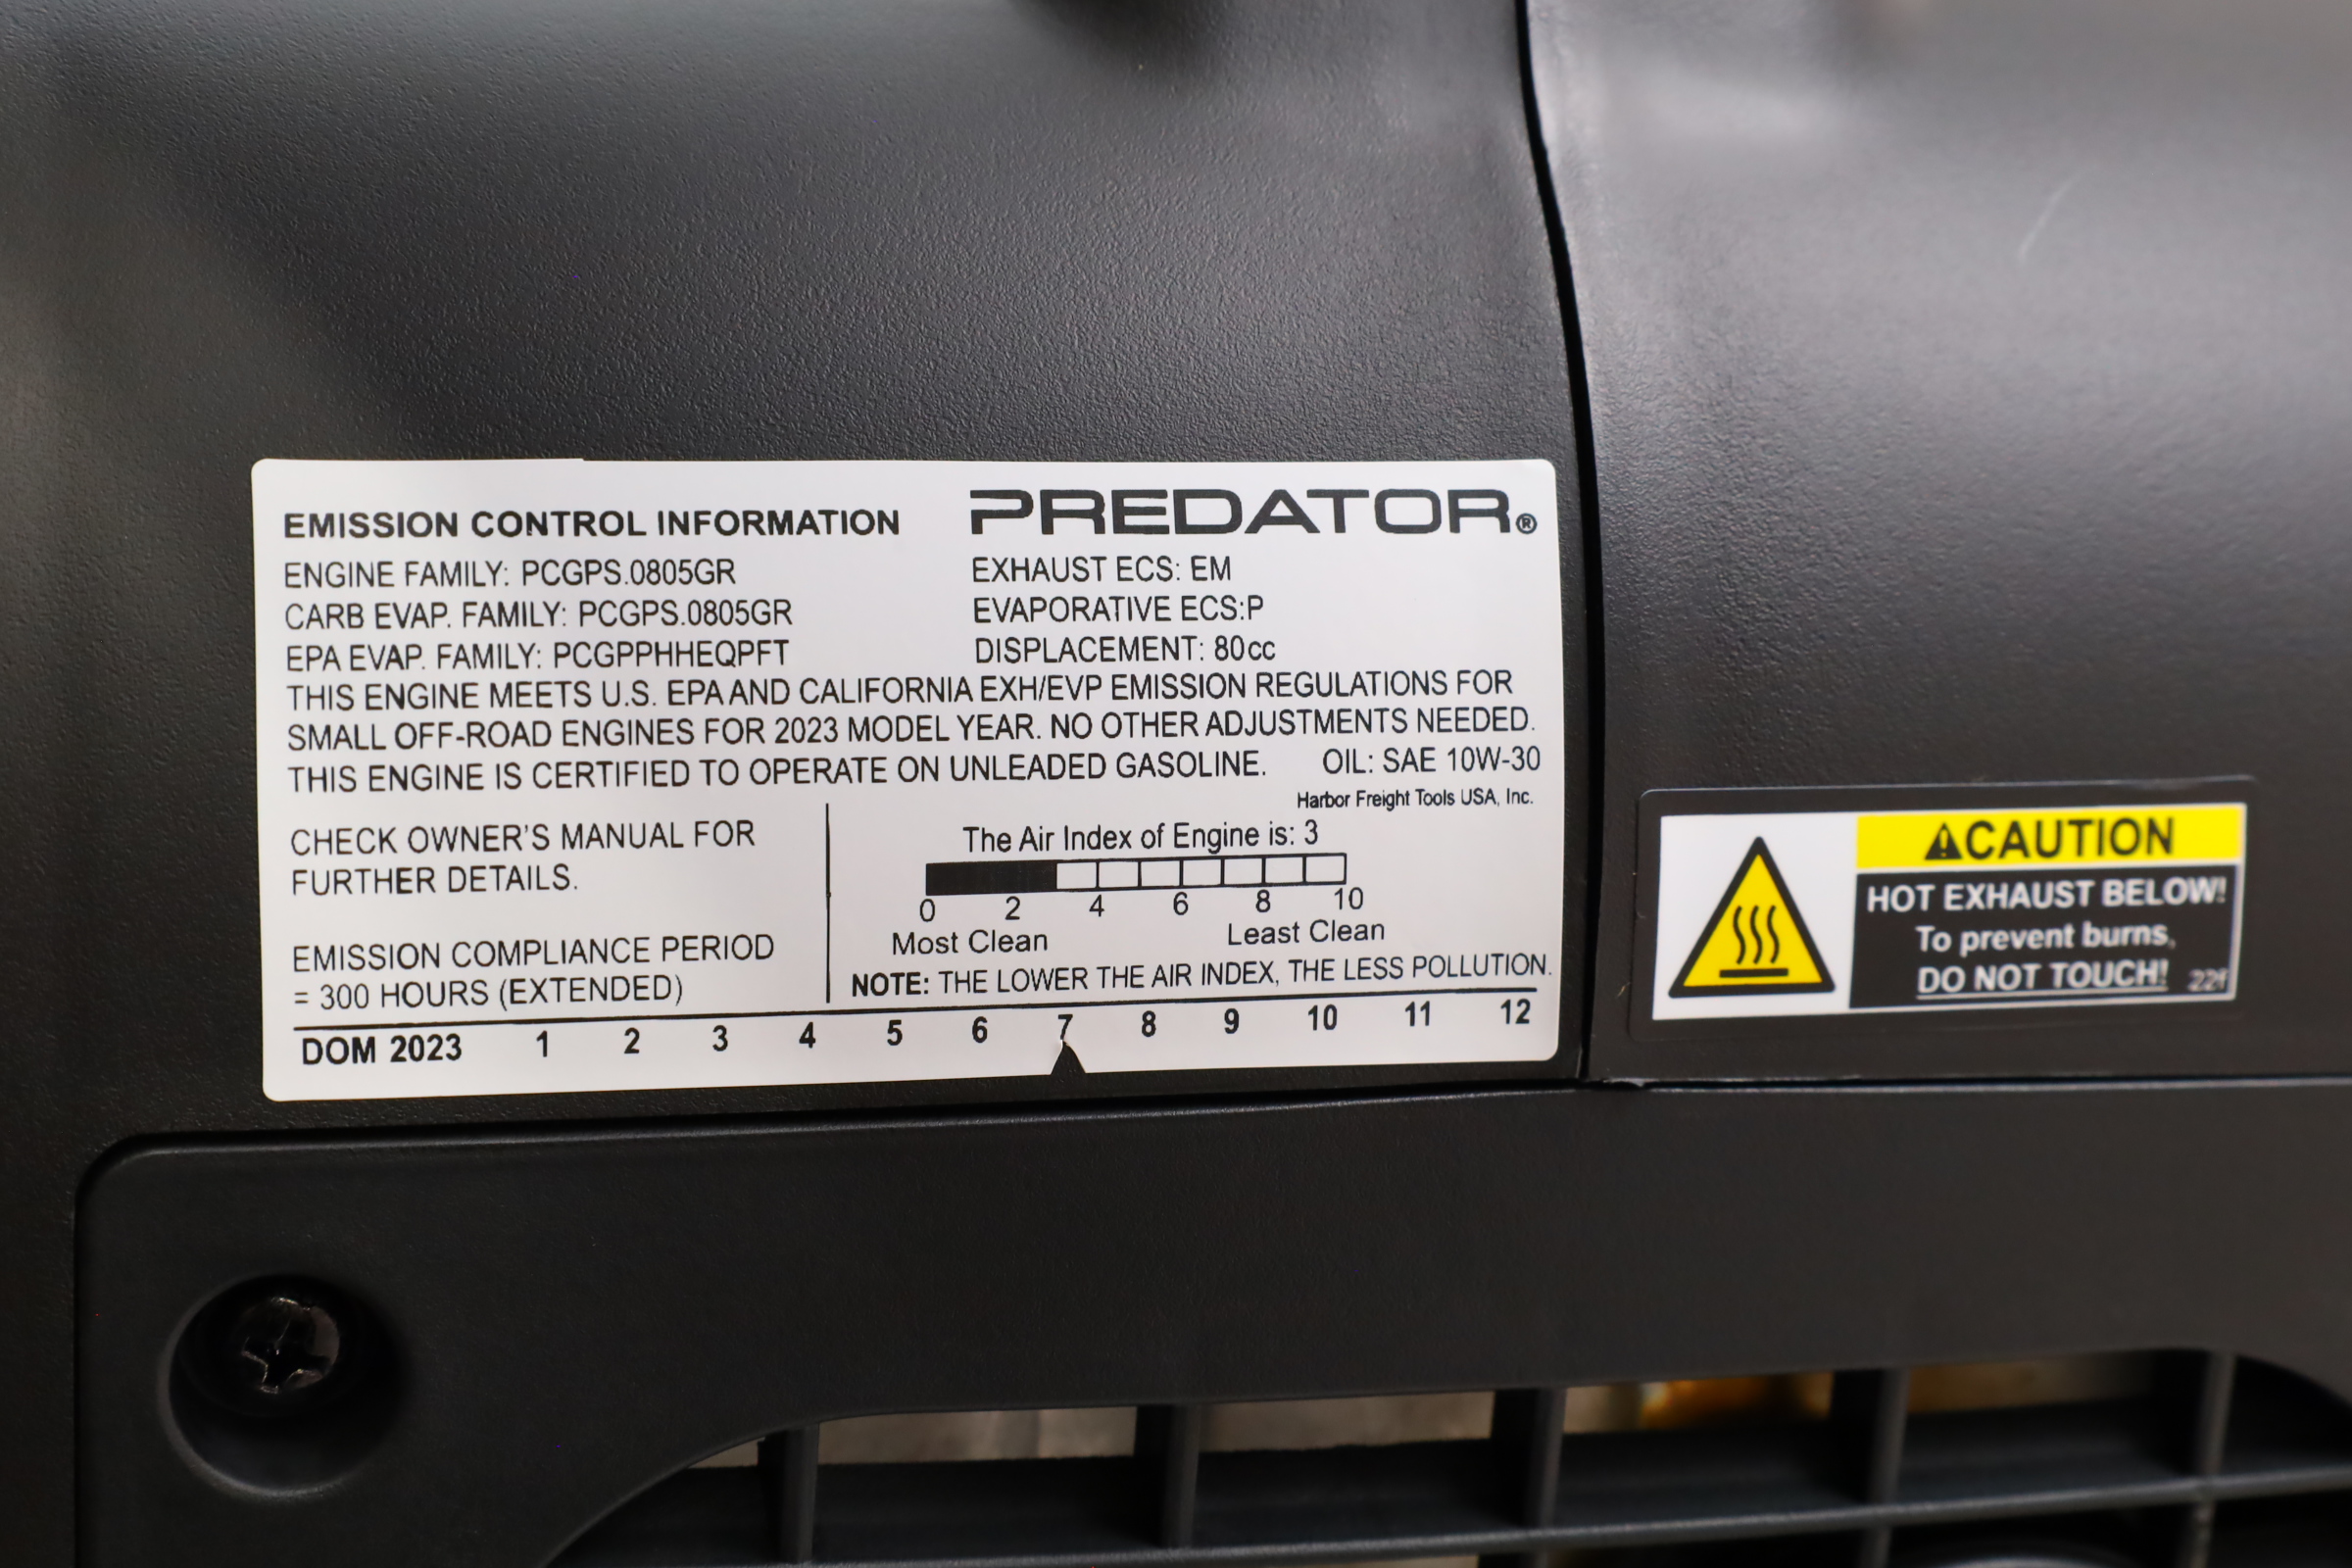 EMISSION CONTROL INFORMATION
PREDATOR®
ENGINE FAMILY: PCGPS.0805GR
EXHAUST ECS: EM
CARB EVAP. FAMILY: PCGPS.0805GR
EVAPORATIVE ECS:P
EPA EVAP. FAMILY: PCGPPHHEQPFT
DISPLACEMENT: 80cc
THIS ENGINE MEETS U.S. EPA AND CALIFORNIA EXH/EVP EMISSION REGULATIONS FOR
SMALL OFF-ROAD ENGINES FOR 2023 MODEL YEAR. NO OTHER ADJUSTMENTS NEEDED.
THIS ENGINE IS CERTIFIED TO OPERATE ON UNLEADED GASOLINE. OIL: SAE 10W-30
Harbor Freight Tools USA, Inc.
CHECK OWNER'S MANUAL FOR
FURTHER DETAILS.
EMISSION COMPLIANCE PERIOD
= 300 HOURS (EXTENDED)
The Air Index of Engine is: 3
0 2 4 6 8 10
Most Clean Least Clean
NOTE: THE LOWER THE AIR INDEX, THE LESS POLLUTION.
DOM 2023 1 2 3 4 5 6 7 8 9 10 11 12
CAUTION
HOT EXHAUST BELOW!
To prevent burns,
DO NOT TOUCH!